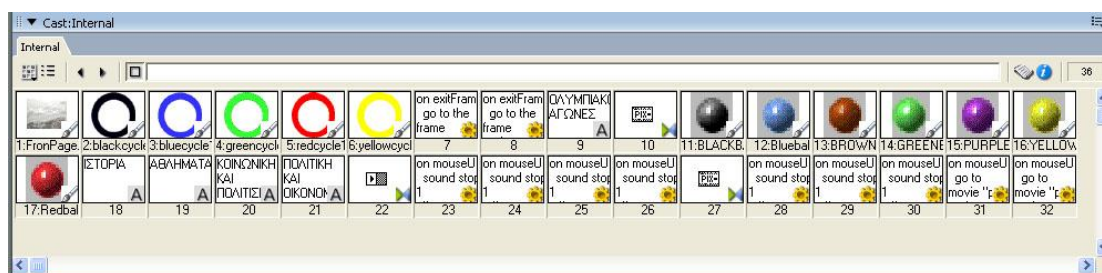 Cast:Internal
Internal
36
on exitFram go to the frame
on exitFram go to the frame
ΟΛΥΜΠΙΑΚΟ ΑΓΩΝΕΣ
PIX
1:FronPage. 2:blackcycle 3:bluecycle 4:greencycl 5:redcycle1 6:yellowcycl 7 8 9 10 11:BLACKB. 12:Bluebal 13:BROWN 14:GREENE 15:PURPLE 16:YELLOW
ΙΣΤΟΡΙΑ
ΑΘΛΗΜΑΤΑ
ΚΟΙΝΩΝΙΚΗ ΚΑΙ ΠΟΛΙΤΙΣΙ
ΠΟΛΙΤΙΚΗ ΚΑΙ ΟΙΚΟΝΟΜ
on mouseU sound stop 1
on mouseU sound stop 1
on mouseU sound stop 1
on mouseU sound stop 1
PIX
on mouseU sound stop 1
on mouseU sound stop 1
on mouseU sound stop 1
on mouseU go to movie "p
on mouseU go to movie "p
17:Redbal 18 19 20 21 22 23 24 25 26 27 28 29 30 31 32